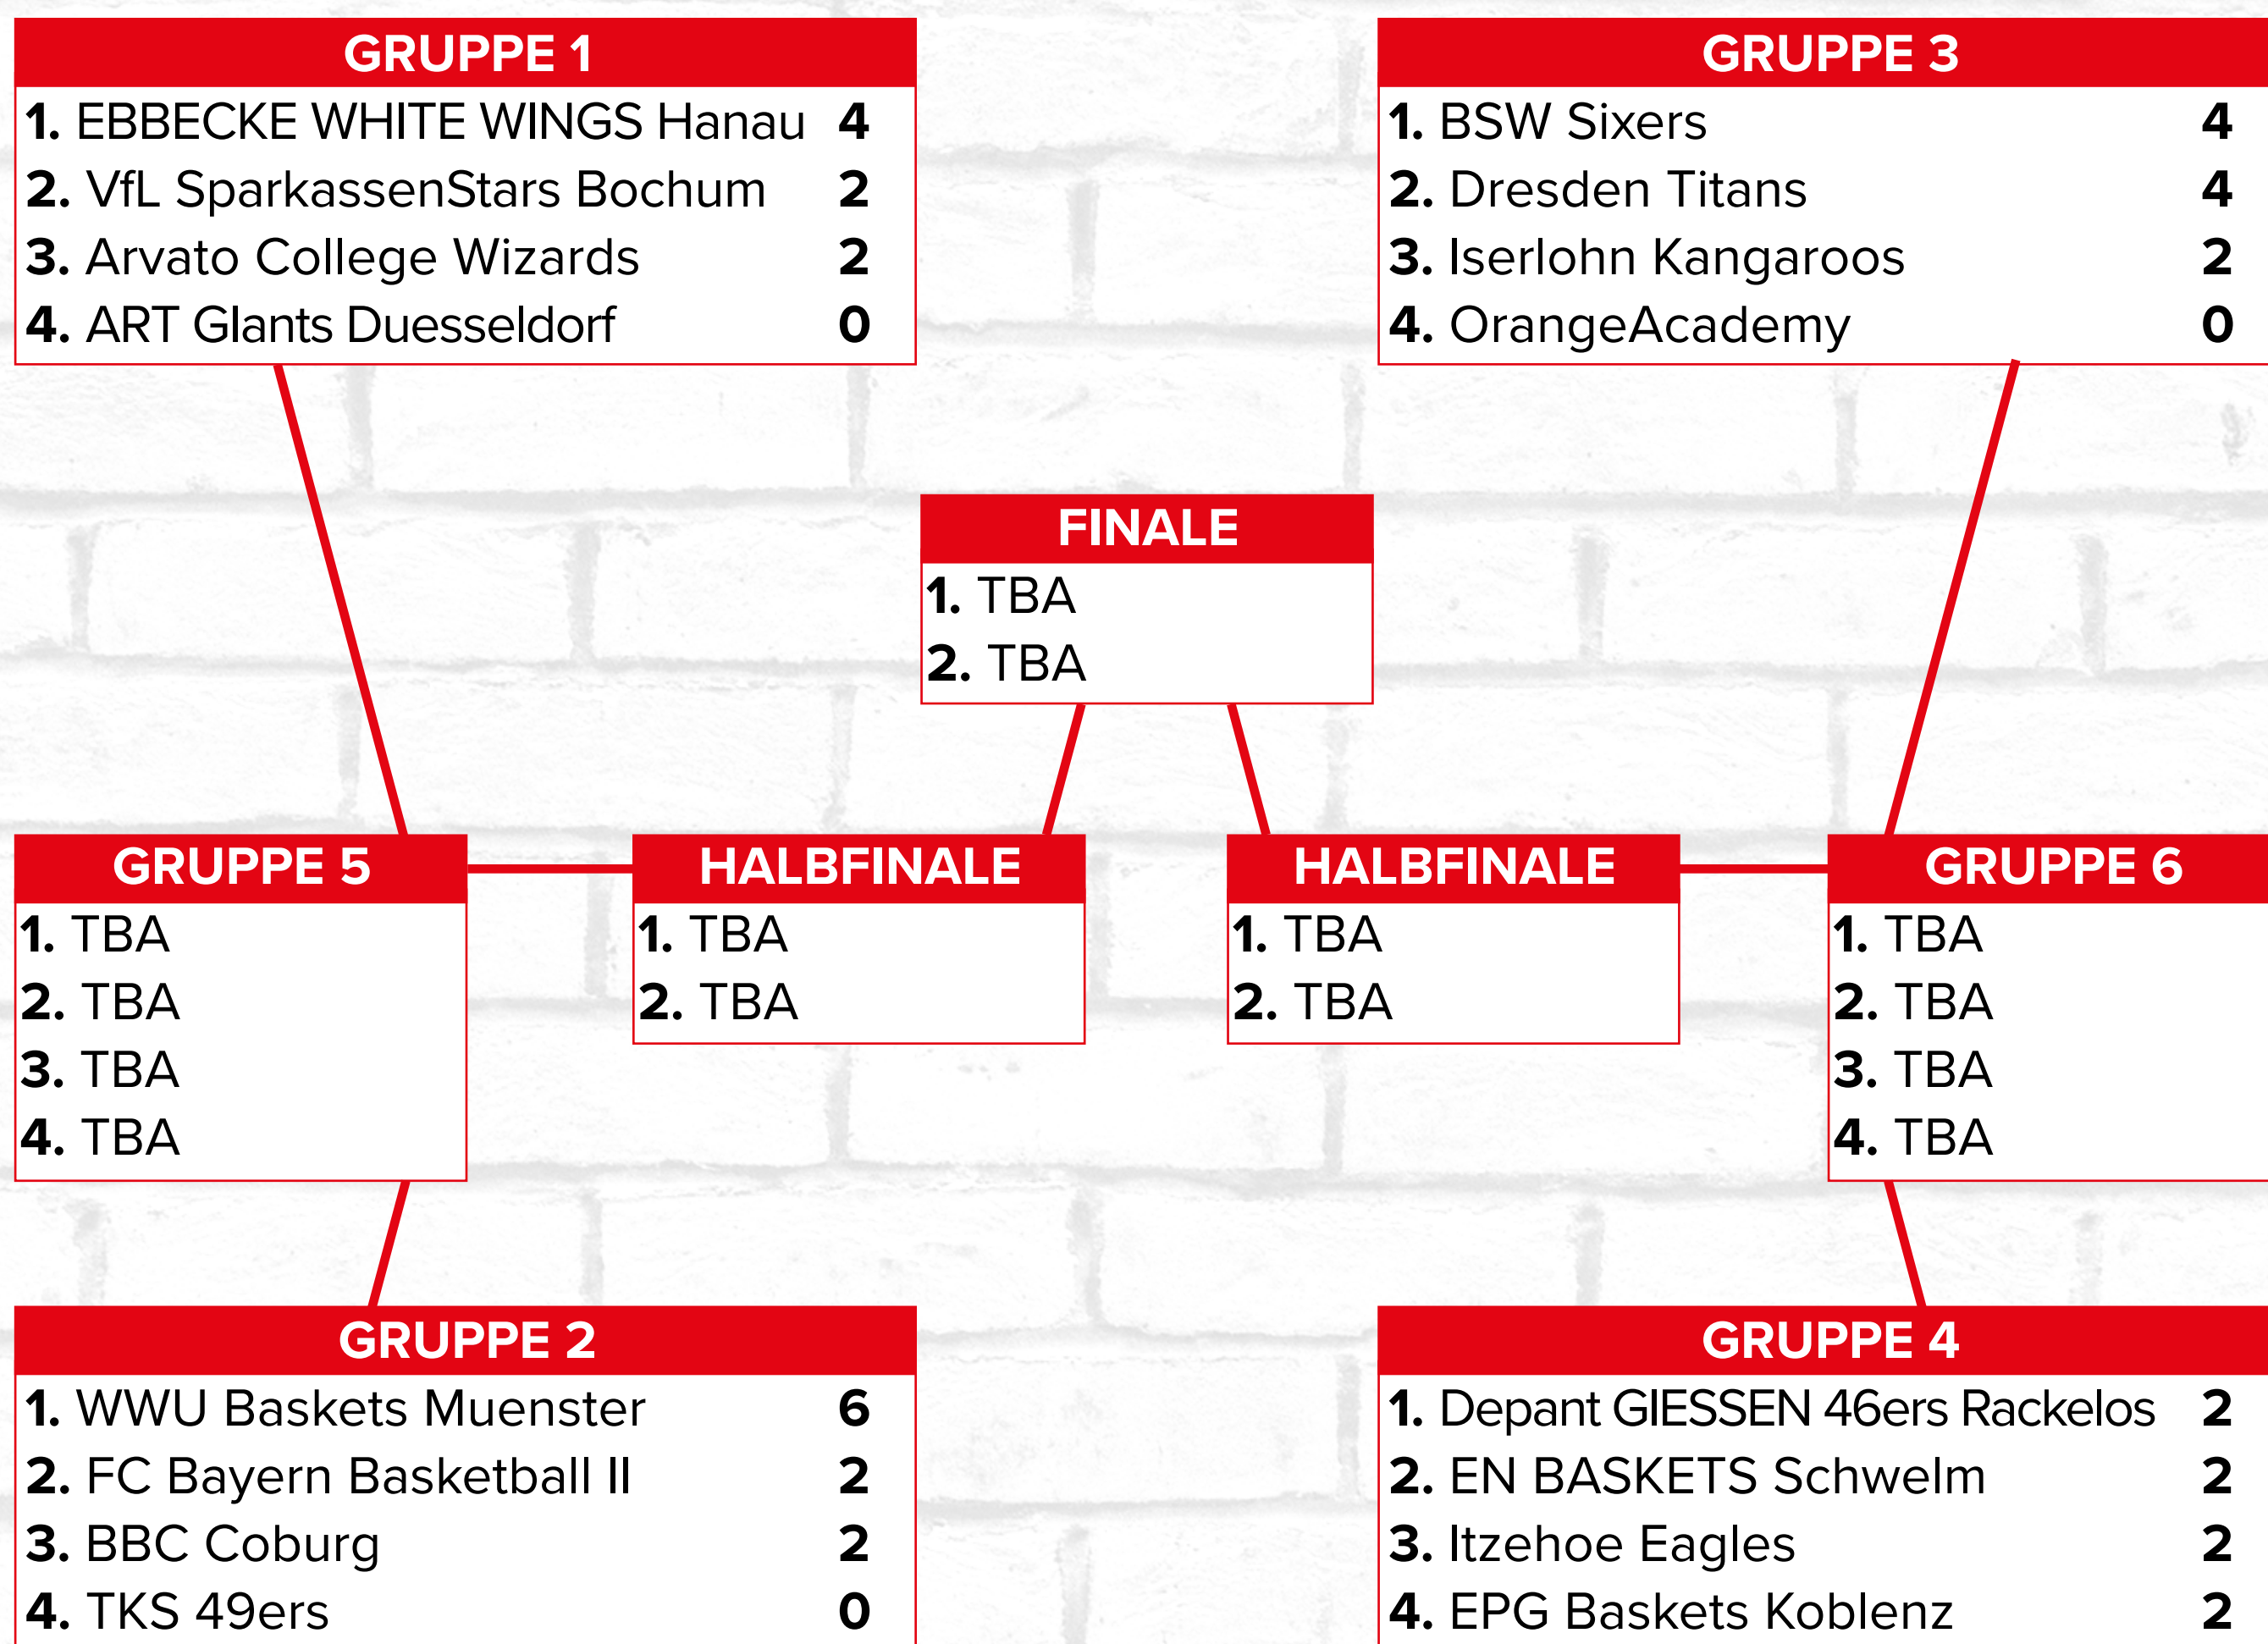 GRUPPE 1
1. EBBECKE WHITE WINGS Hanau 4
2. VfL SparkassenStars Bochum 2
3. Arvato College Wizards 2
4. ART GIants Duesseldorf 0
GRUPPE 3
1. BSW Sixers 4
2. Dresden Titans 4
3. Iserlohn Kangaroos 2
4. OrangeAcademy 0
FINALE
1. TBA
2. TBA
GRUPPE 5
1. TBA
2. TBA
3. TBA
4. TBA
HALBFINALE
1. TBA
2. TBA
HALBFINALE
1. TBA
2. TBA
GRUPPE 6
1. TBA
2. TBA
3. TBA
4. TBA
GRUPPE 2
1. WWU Baskets Muenster 6
2. FC Bayern Basketball II 2
3. BBC Coburg 2
4. TKS 49ers 0
GRUPPE 4
1. Depant GIESSEN 46ers Rackelos 2
2. EN BASKETS Schwelm 2
3. Itzehoe Eagles 2
4. EPG Baskets Koblenz 2